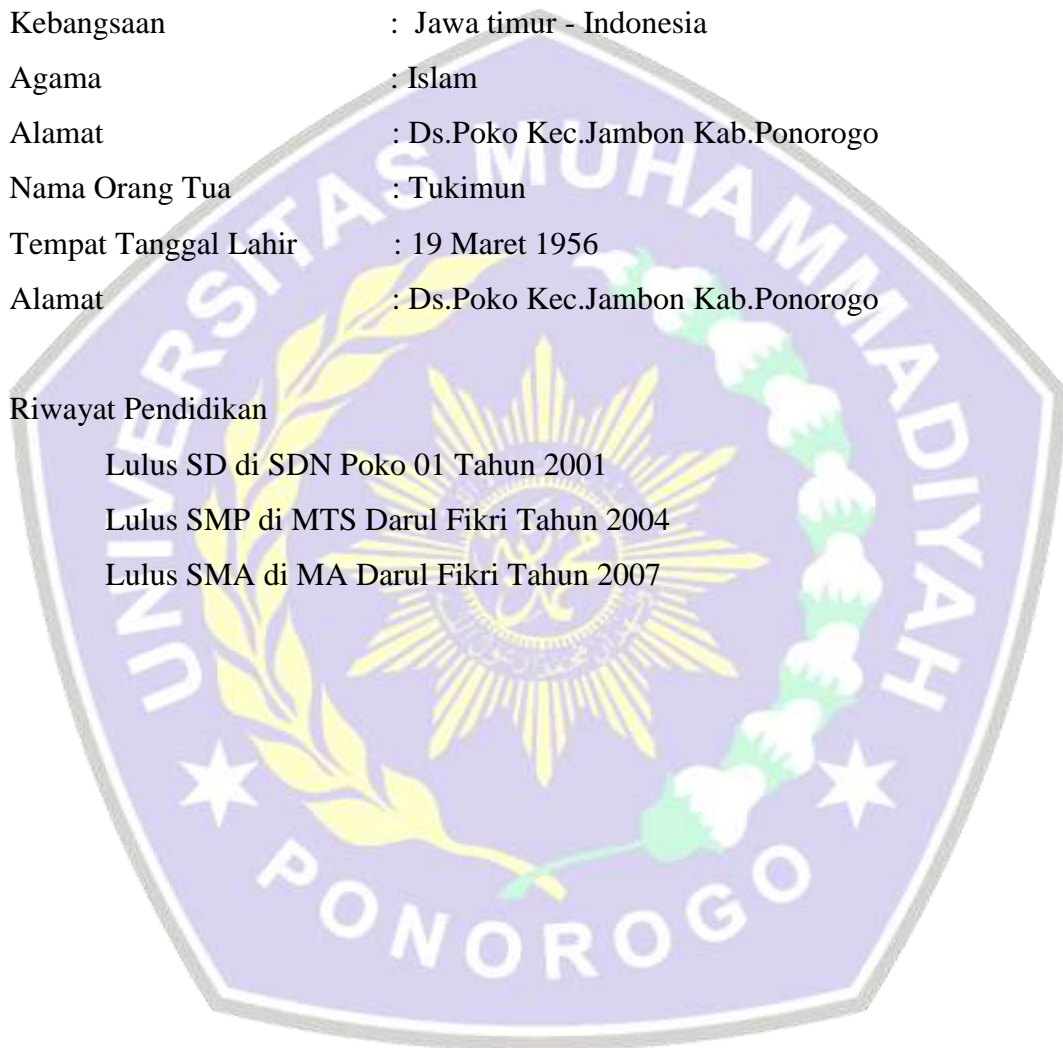 Kebangsaan : Jawa timur - Indonesia
Agama : Islam
Alamat : Ds.Poko Kec.Jambon Kab.Ponorogo
Nama Orang Tua : Tukimun
Tempat Tanggal Lahir : 19 Maret 1956
Alamat : Ds.Poko Kec.Jambon Kab.Ponorogo
Riwayat Pendidikan
Lulus SD di SDN Poko 01 Tahun 2001
Lulus SMP di MTS Darul Fikri Tahun 2004
Lulus SMA di MA Darul Fikri Tahun 2007
UNIVERSITAS MUHAMMADIYAH
PONOROGO